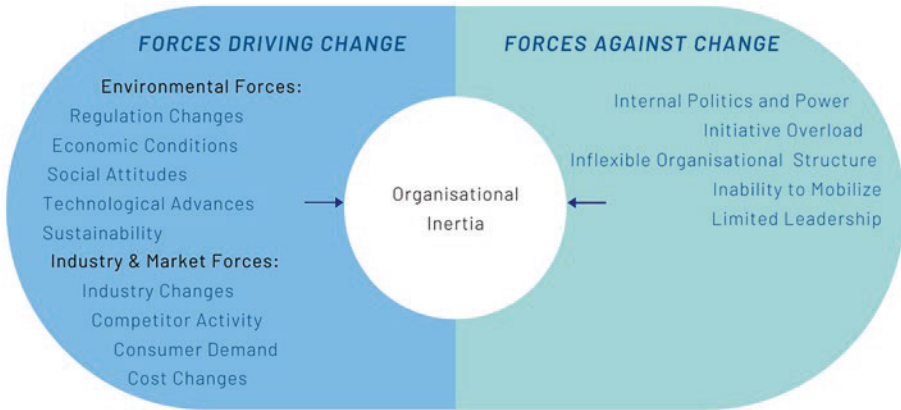 FORCES DRIVING CHANGE
Environmental Forces:
Regulation Changes
Economic Conditions
Social Attitudes
Technological Advances
Sustainability
Industry & Market Forces:
Industry Changes
Competitor Activity
Consumer Demand
Cost Changes
Organisational
Inertia
FORCES AGAINST CHANGE
Internal Politics and Power
Initiative Overload
Inflexible Organisational Structure
Inability to Mobilize
Limited Leadership